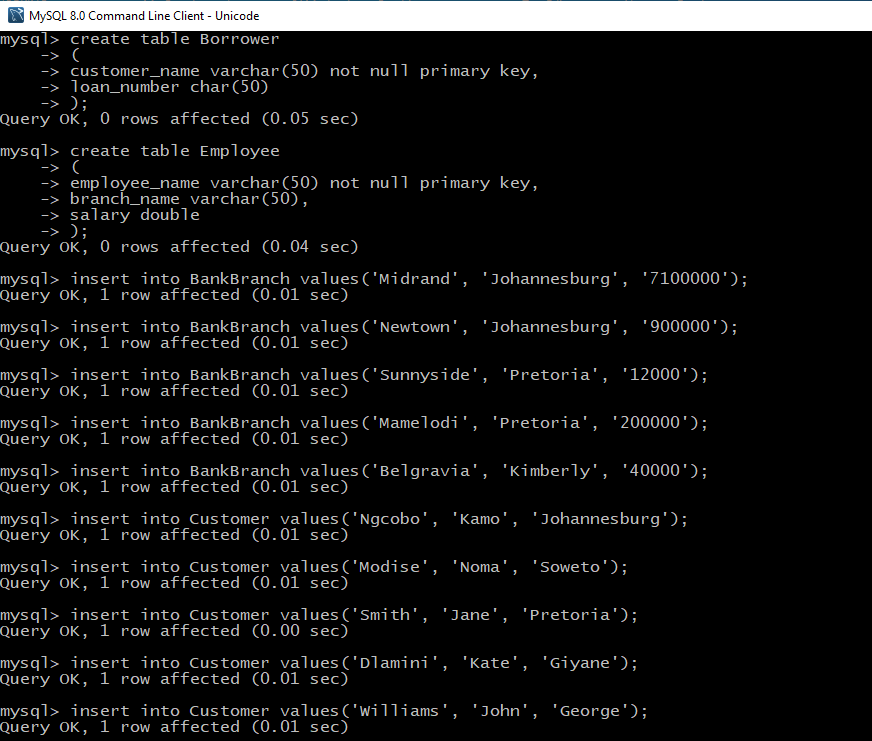 MySQL 8.0 Command Line Client - Unicode
mysql> create table Borrower
    -> (
    -> customer_name varchar(50) not null primary key,
    -> loan_number char(50)
    -> );
Query OK, 0 rows affected (0.05 sec)

mysql> create table Employee
    -> (
    -> employee_name varchar(50) not null primary key,
    -> branch_name varchar(50),
    -> salary double
    -> );
Query OK, 0 rows affected (0.04 sec)

mysql> insert into BankBranch values('Midrand', 'Johannesburg', '7100000');
Query OK, 1 row affected (0.01 sec)

mysql> insert into BankBranch values('Newtown', 'Johannesburg', '900000');
Query OK, 1 row affected (0.01 sec)

mysql> insert into BankBranch values('Sunnyside', 'Pretoria', '12000');
Query OK, 1 row affected (0.01 sec)

mysql> insert into BankBranch values('Mamelodi', 'Pretoria', '200000');
Query OK, 1 row affected (0.01 sec)

mysql> insert into BankBranch values('Belgravia', 'Kimberly', '40000');
Query OK, 1 row affected (0.01 sec)

mysql> insert into Customer values('Ngcobo', 'Kamo', 'Johannesburg');
Query OK, 1 row affected (0.01 sec)

mysql> insert into Customer values('Modise', 'Noma', 'Soweto');
Query OK, 1 row affected (0.01 sec)

mysql> insert into Customer values('Smith', 'Jane', 'Pretoria');
Query OK, 1 row affected (0.00 sec)

mysql> insert into Customer values('Dlamini', 'Kate', 'Giyane');
Query OK, 1 row affected (0.01 sec)

mysql> insert into Customer values('Williams', 'John', 'George');
Query OK, 1 row affected (0.01 sec)